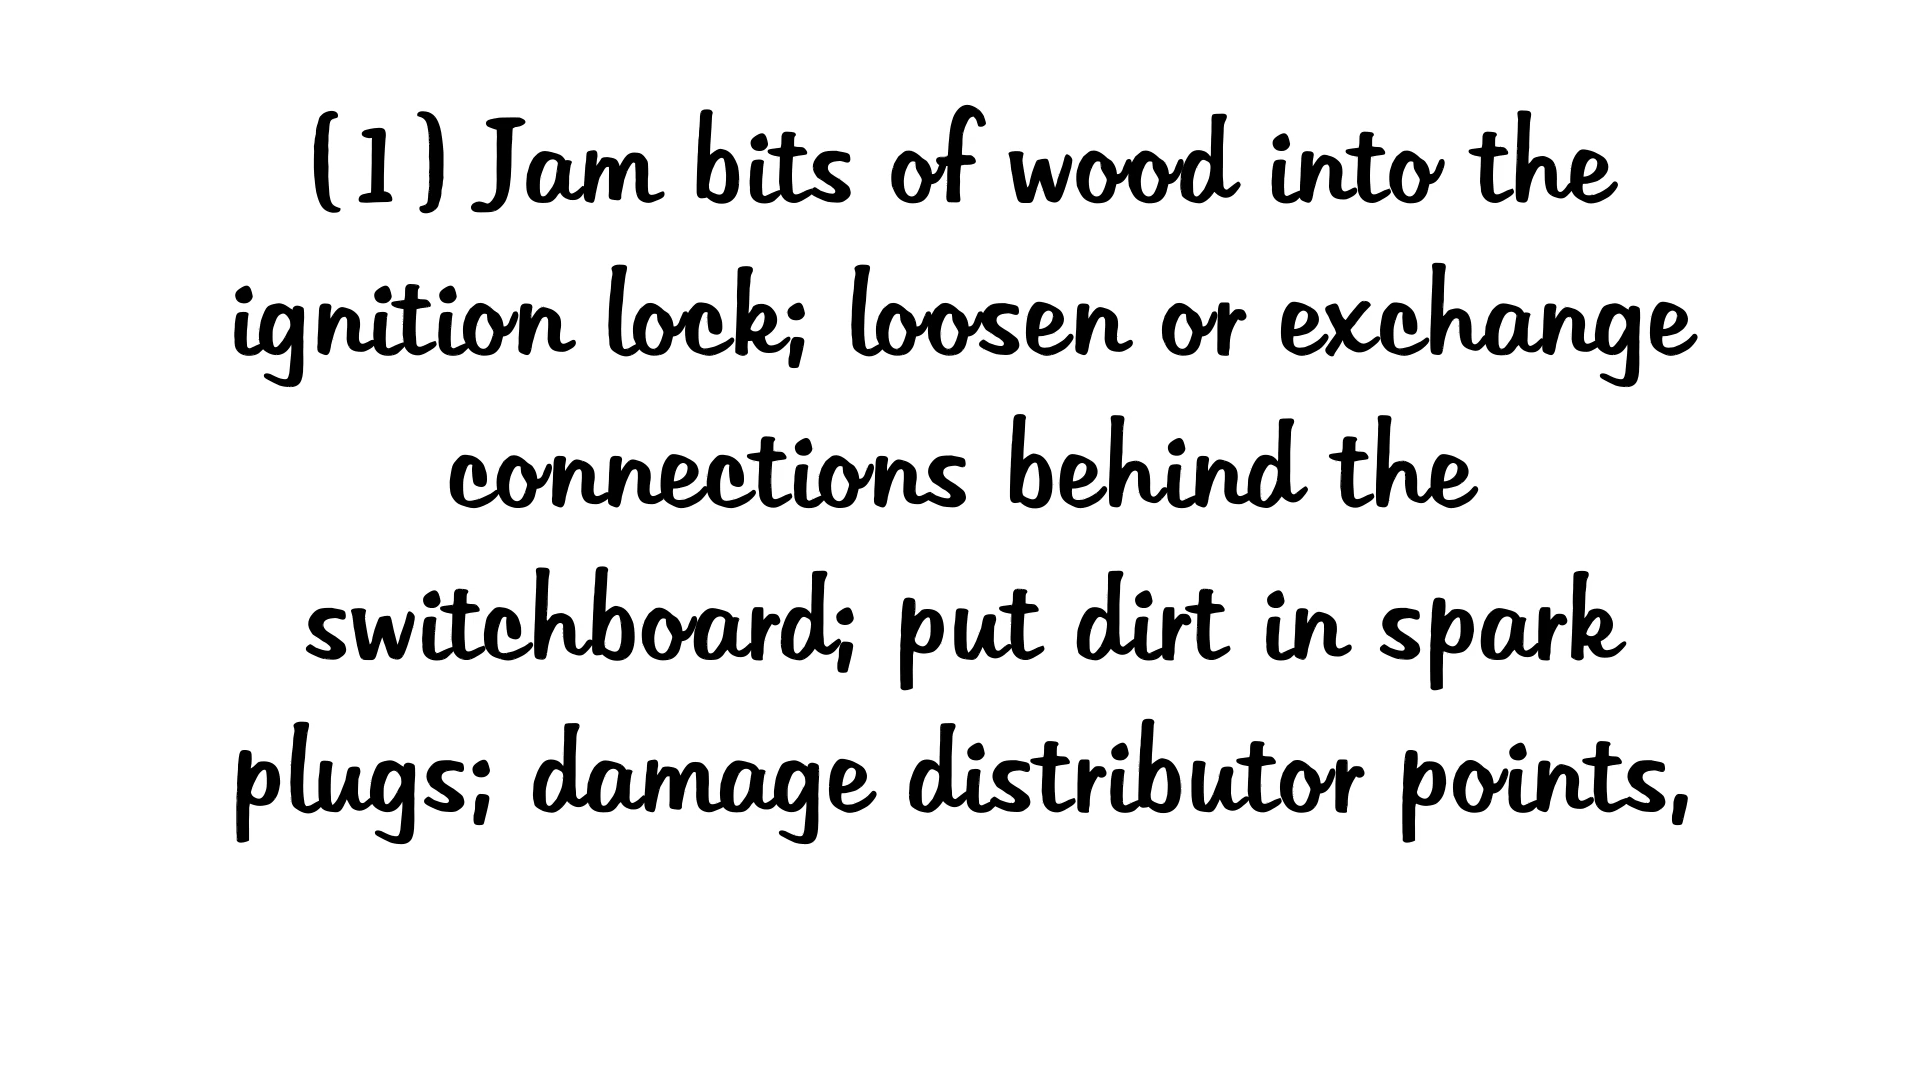 (1) Jam bits of wood into the
ignition lock; loosen or exchange
connections behind the
switchboard; put dirt in spark
plugs; damage distributor points,